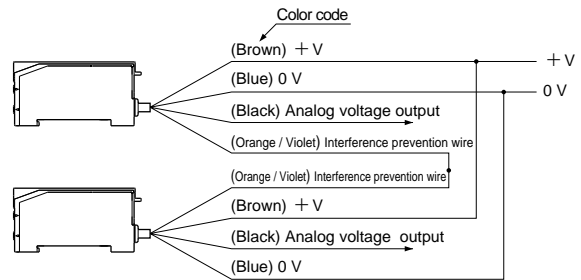 Color code
(Brown) ＋V
＋V
(Blue) 0 V
0 V
(Black) Analog voltage output
(Orange / Violet) Interference prevention wire
(Orange / Violet) Interference prevention wire
(Brown) ＋V
(Black) Analog voltage output
(Blue) 0 V